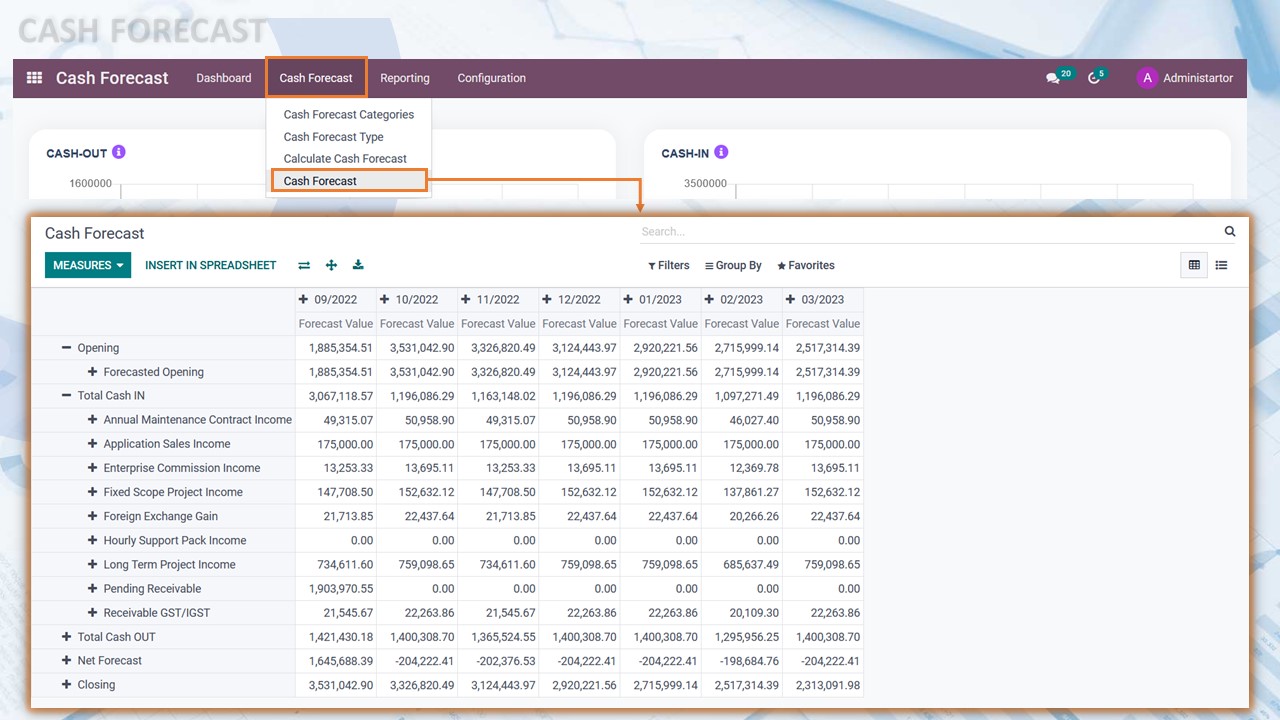 CASH FORECAST
Cash Forecast Dashboard Cash Forecast Reporting Configuration 20 5 A Administartor
Cash Forecast Categories
Cash Forecast Type
Calculate Cash Forecast
Cash Forecast
CASH-OUT i
1600000
CASH-IN i
3500000
Cash Forecast Search...
MEASURES INSERT IN SPREADSHEET Filters Group By Favorites
09/2022 10/2022 11/2022 12/2022 01/2023 02/2023 03/2023
Forecast Value Forecast Value Forecast Value Forecast Value Forecast Value Forecast Value Forecast Value
Opening 1,885,354.51 3,531,042.90 3,326,820.49 3,124,443.97 2,920,221.56 2,715,999.14 2,517,314.39
Forecasted Opening 1,885,354.51 3,531,042.90 3,326,820.49 3,124,443.97 2,920,221.56 2,715,999.14 2,517,314.39
Total Cash IN 3,067,118.57 1,196,086.29 1,163,148.02 1,196,086.29 1,196,086.29 1,097,271.49 1,196,086.29
Annual Maintenance Contract Income 49,315.07 50,958.90 49,315.07 50,958.90 50,958.90 46,027.40 50,958.90
Application Sales Income 175,000.00 175,000.00 175,000.00 175,000.00 175,000.00 175,000.00 175,000.00
Enterprise Commission Income 13,253.33 13,695.11 13,253.33 13,695.11 13,695.11 12,369.78 13,695.11
Fixed Scope Project Income 147,708.50 152,632.12 147,708.50 152,632.12 152,632.12 137,861.27 152,632.12
Foreign Exchange Gain 21,713.85 22,437.64 21,713.85 22,437.64 22,437.64 20,266.26 22,437.64
Hourly Support Pack Income 0.00 0.00 0.00 0.00 0.00 0.00 0.00
Long Term Project Income 734,611.60 759,098.65 734,611.60 759,098.65 759,098.65 685,637.49 759,098.65
Pending Receivable 1,903,970.55 0.00 0.00 0.00 0.00 0.00 0.00
Receivable GST/IGST 21,545.67 22,263.86 21,545.67 22,263.86 22,263.86 20,109.30 22,263.86
Total Cash OUT 1,421,430.18 1,400,308.70 1,365,524.55 1,400,308.70 1,400,308.70 1,295,956.25 1,400,308.70
Net Forecast 1,645,688.39 -204,222.41 -202,376.53 -204,222.41 -204,222.41 -198,684.76 -204,222.41
Closing 3,531,042.90 3,326,820.49 3,124,443.97 2,920,221.56 2,715,999.14 2,517,314.39 2,313,091.98